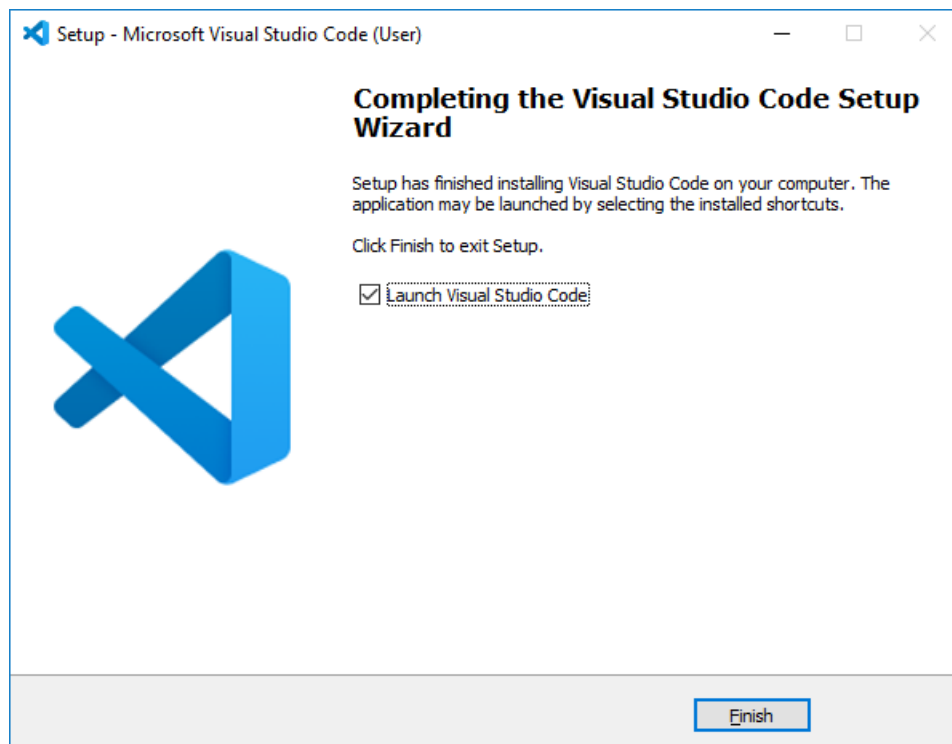 Setup - Microsoft Visual Studio Code (User)
Completing the Visual Studio Code Setup
Wizard
Setup has finished installing Visual Studio Code on your computer. The
application may be launched by selecting the installed shortcuts.
Click Finish to exit Setup.
Launch Visual Studio Code
Finish